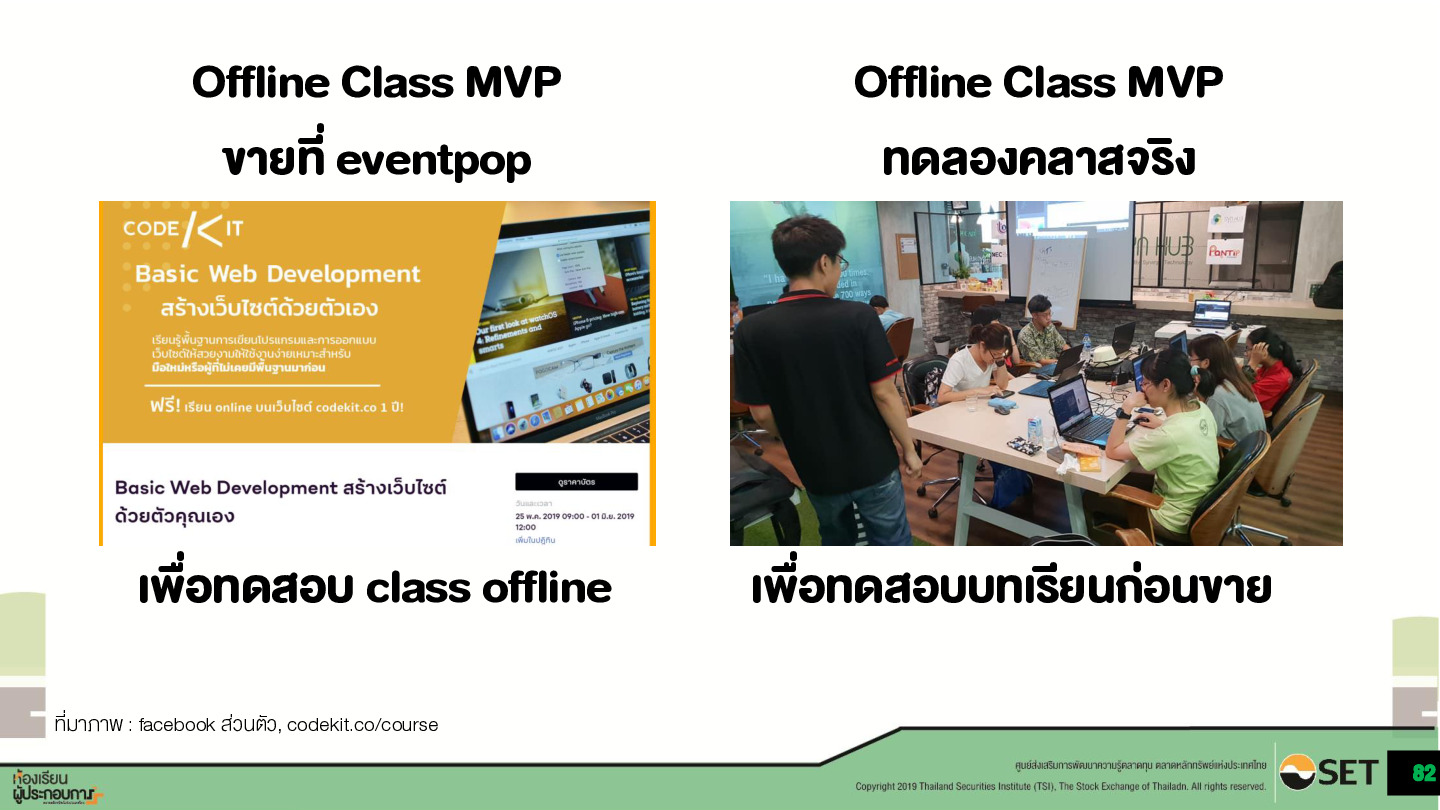 Offline Class MVP
ขายที่ eventpop
CODE KIT
Basic Web Development
สร้างเว็บไซต์ด้วยตัวเอง
เรียนรู้พื้นฐานการเขียนโปรแกรมและการออกแบบ
เว็บไซต์ให้สวยงามให้ใช้งานง่ายเหมาะสำหรับ
มือใหม่หรือผู้ที่ไม่เคยมีพื้นฐานมาก่อน
ฟรี! เรียน online บนเว็บไซต์ codekit.co 1 ปี!
Our first look at watchOS
4: Refinements and
smarts
Basic Web Development สร้างเว็บไซต์
ด้วยตัวคุณเอง
ดูราคาบัตร
วันและเวลา
25 พ.ค. 2019 09:00 - 01 มิ.ย. 2019
12:00
เพิ่มในปฏิทิน
เพื่อทดสอบ class offline
Offline Class MVP
ทดลองคลาสจริง
HUB
เพื่อทดสอบบทเรียนก่อนขาย
ที่มาภาพ : facebook ส่วนตัว, codekit.co/course
ห้องเรียน
ผู้ประกอบการ
ศูนย์ส่งเสริมการพัฒนาความรู้ตลาดทุน ตลาดหลักทรัพย์แห่งประเทศไทย
Copyright 2019 Thailand Securities Institute (TSI), The Stock Exchange of Thailadn. All rights reserved.
SET
82